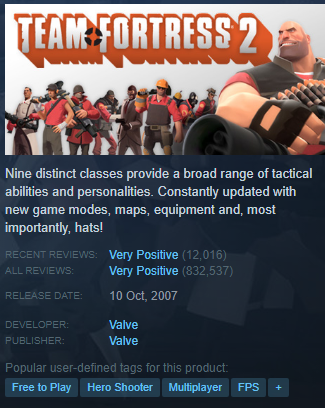 TEAM FORTRESS 2
Nine distinct classes provide a broad range of tactical
abilities and personalities. Constantly updated with
new game modes, maps, equipment and, most
importantly, hats!
RECENT REVIEWS: Very Positive (12,016)
ALL REVIEWS: Very Positive (832,537)
RELEASE DATE: 10 Oct, 2007
DEVELOPER: Valve
PUBLISHER: Valve
Popular user-defined tags for this product:
Free to Play Hero Shooter Multiplayer FPS +